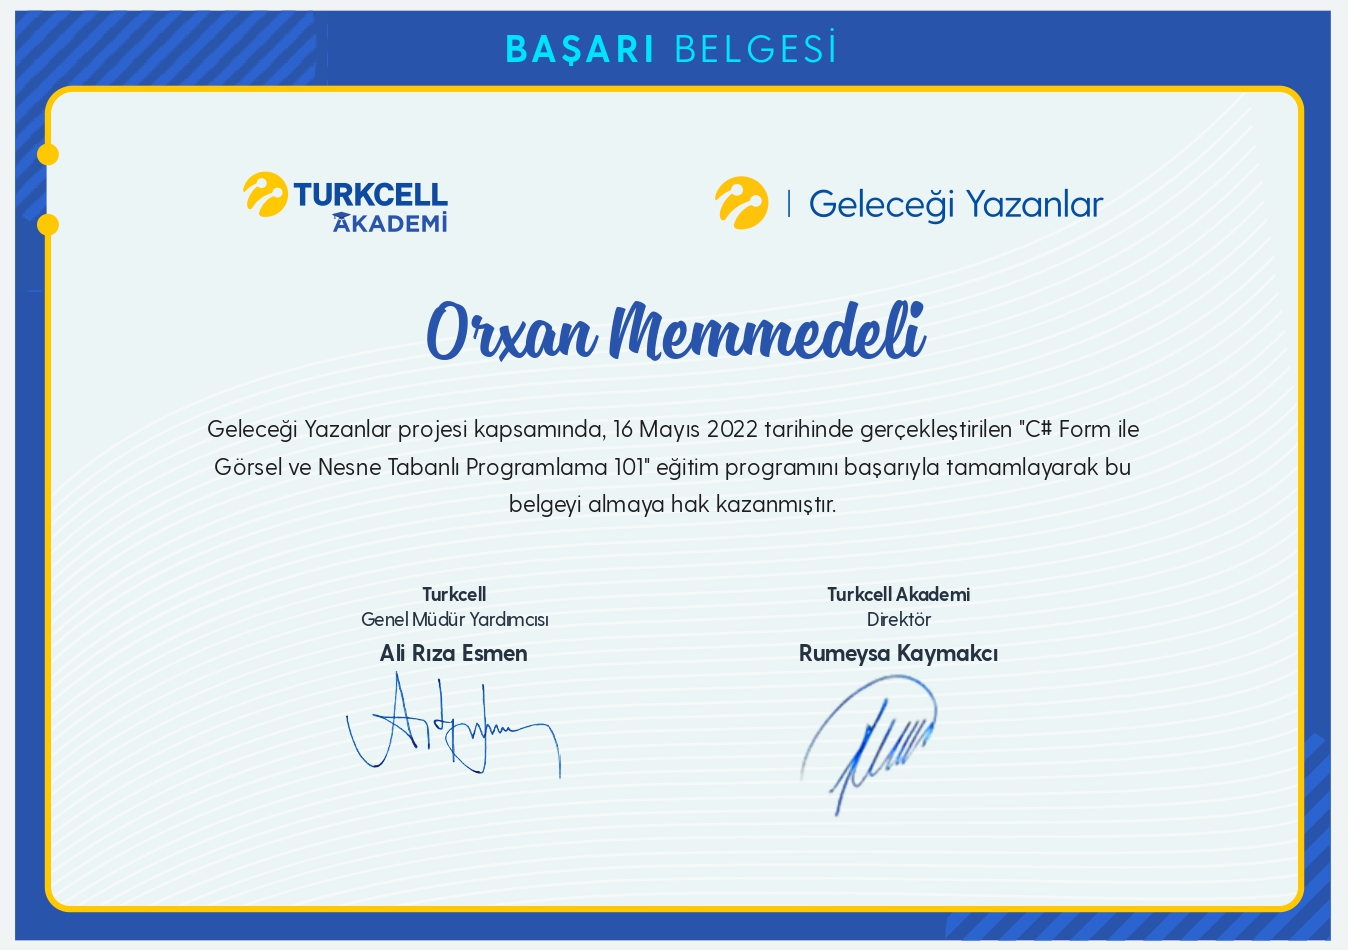 BAŞARI BELGESİ
TURKCELL
AKADEMİ
Geleceği Yazanlar
Orxan Memmedeli
Geleceği Yazanlar projesi kapsamında, 16 Mayıs 2022 tarihinde gerçekleştirilen "C# Form ile
Görsel ve Nesne Tabanlı Programlama 101" eğitim programını başarıyla tamamlayarak bu
belgeyi almaya hak kazanmıştır.
Turkcell
Genel Müdür Yardımcısı
Ali Rıza Esmen
Turkcell Akademi
Direktör
Rumeysa Kaymakcı